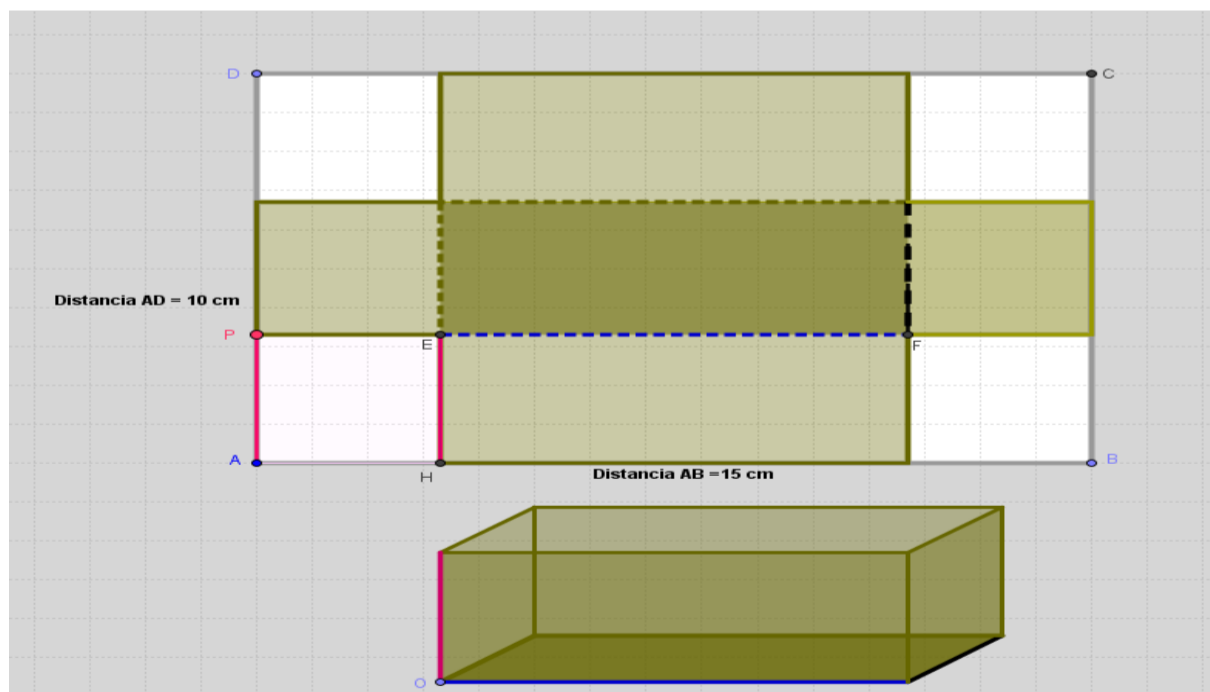 D
C
Distancia AD = 10 cm
P
E
F
A
B
H
Distancia AB =15 cm
O